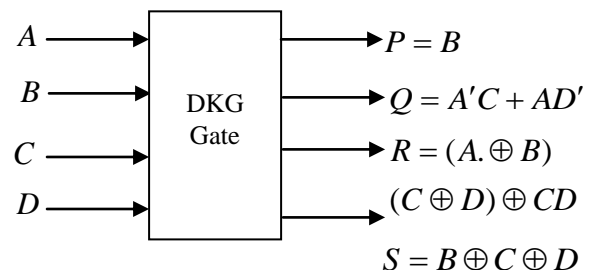 A
P = B
B
DKG
Gate
Q = A′C + AD′
C
R = (A. ⊕ B)
D
(C ⊕ D) ⊕ CD
S = B ⊕ C ⊕ D